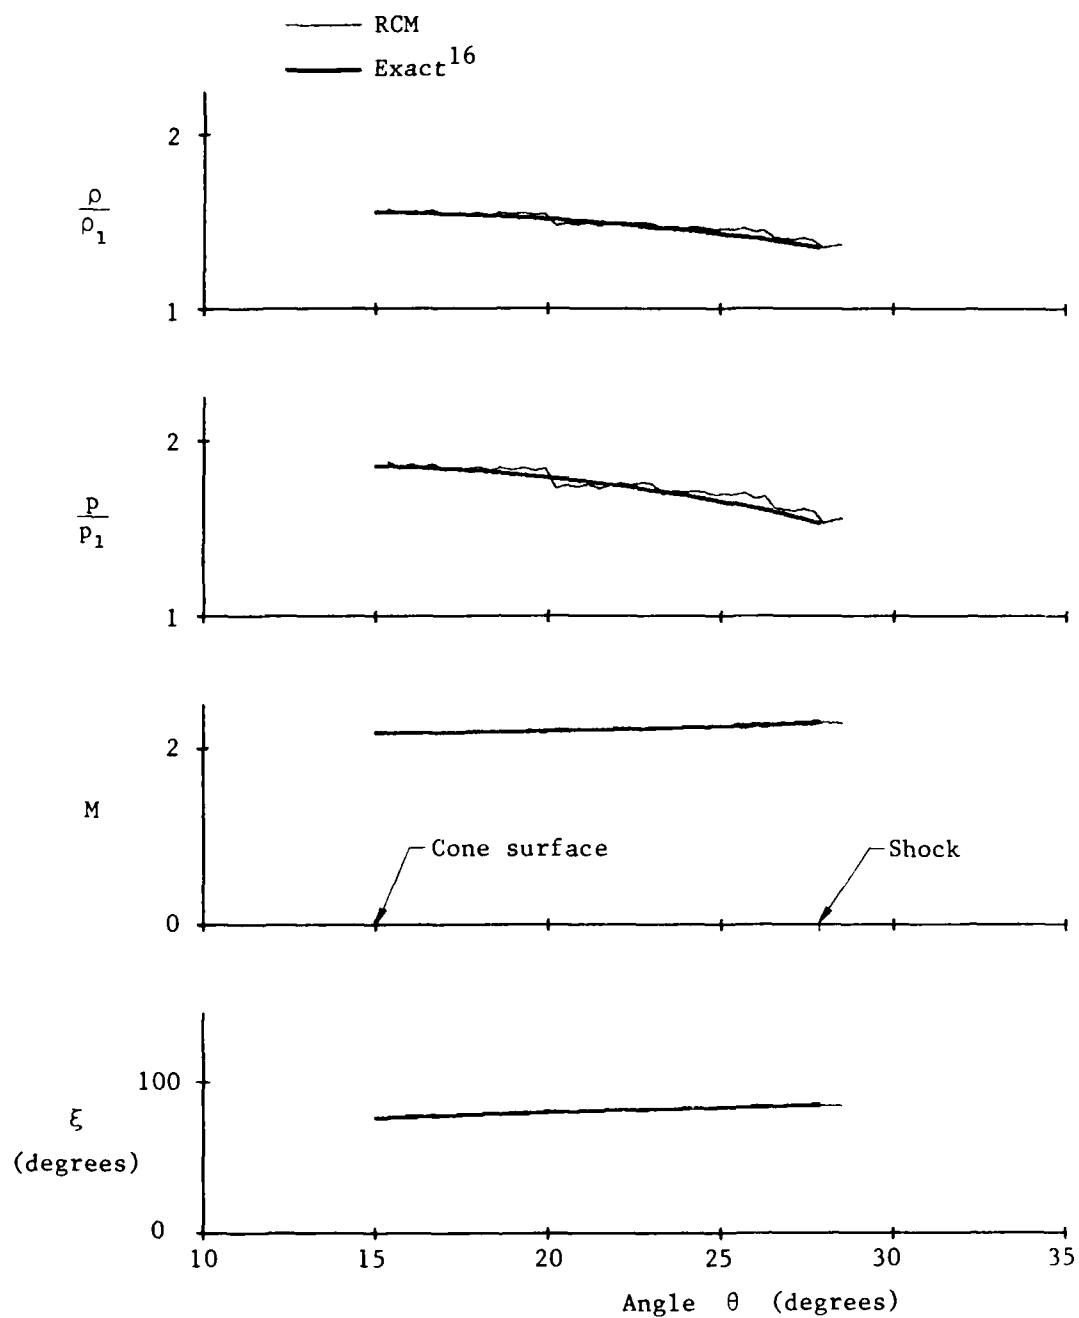 RCM
Exact16
2
ρ
ρ1
1
2
p
p1
1
2
M
Cone surface
Shock
0
100
ξ
(degrees)
0
10 15 20 25 30 35
Angle θ (degrees)